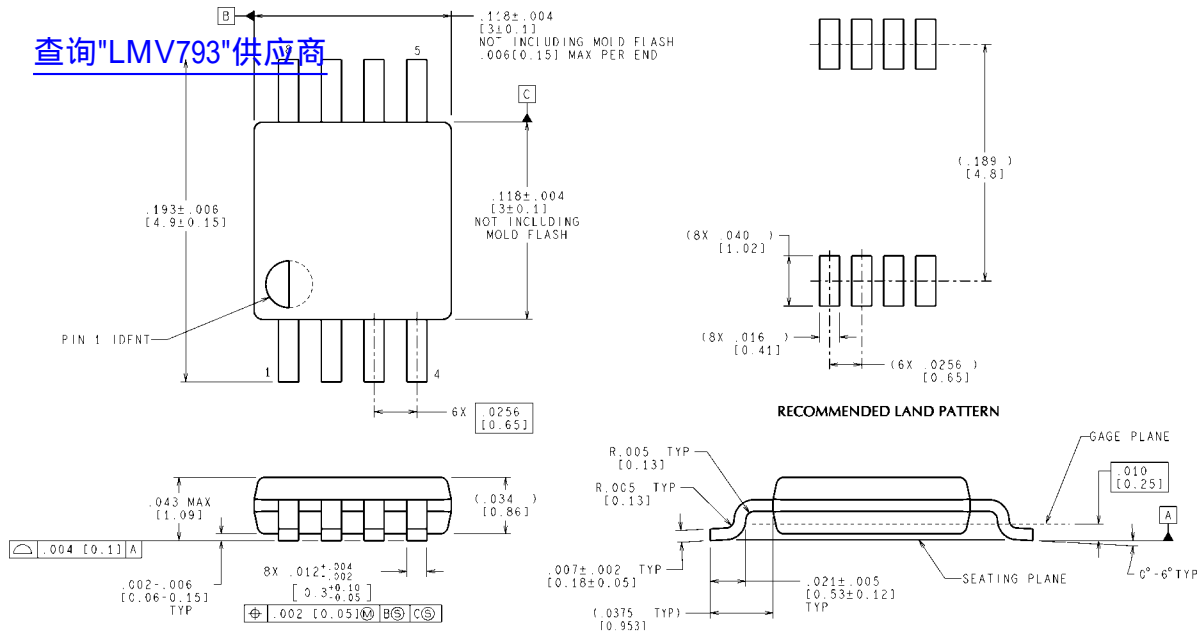 B
.118±.004
[3±0.1]
NOT INCLUDING MOLD FLASH
.006[0.15] MAX PER END
查询"LMV793"供应商
8
5
C
.193±.006
[4.9±0.15]
.118±.004
[3±0.1]
NOT INCLUDING
MOLD FLASH
PIN 1 IDENT
1
4
6X .0256
[0.65]
(.189 )
[4.8]
(8X .040 )
[1.02]
(8X .016 )
[0.41]
(6X .0256 )
[0.65]
RECOMMENDED LAND PATTERN
.043 MAX
[1.09]
(.034 )
[0.86]
⌓ .004 [0.1] A
.002-.006
[0.06-0.15]
TYP
8X .012+.004-.002
[0.3+0.10-0.05]
⌖ .002 [0.05]Ⓜ BⓈ CⓈ
R.005 TYP
[0.13]
R.005 TYP
[0.13]
GAGE PLANE
.010
[0.25]
A
0°-6° TYP
SEATING PLANE
.007±.002 TYP
[0.18±0.05]
.021±.005
[0.53±0.12]
TYP
(.0375 TYP)
[0.953]